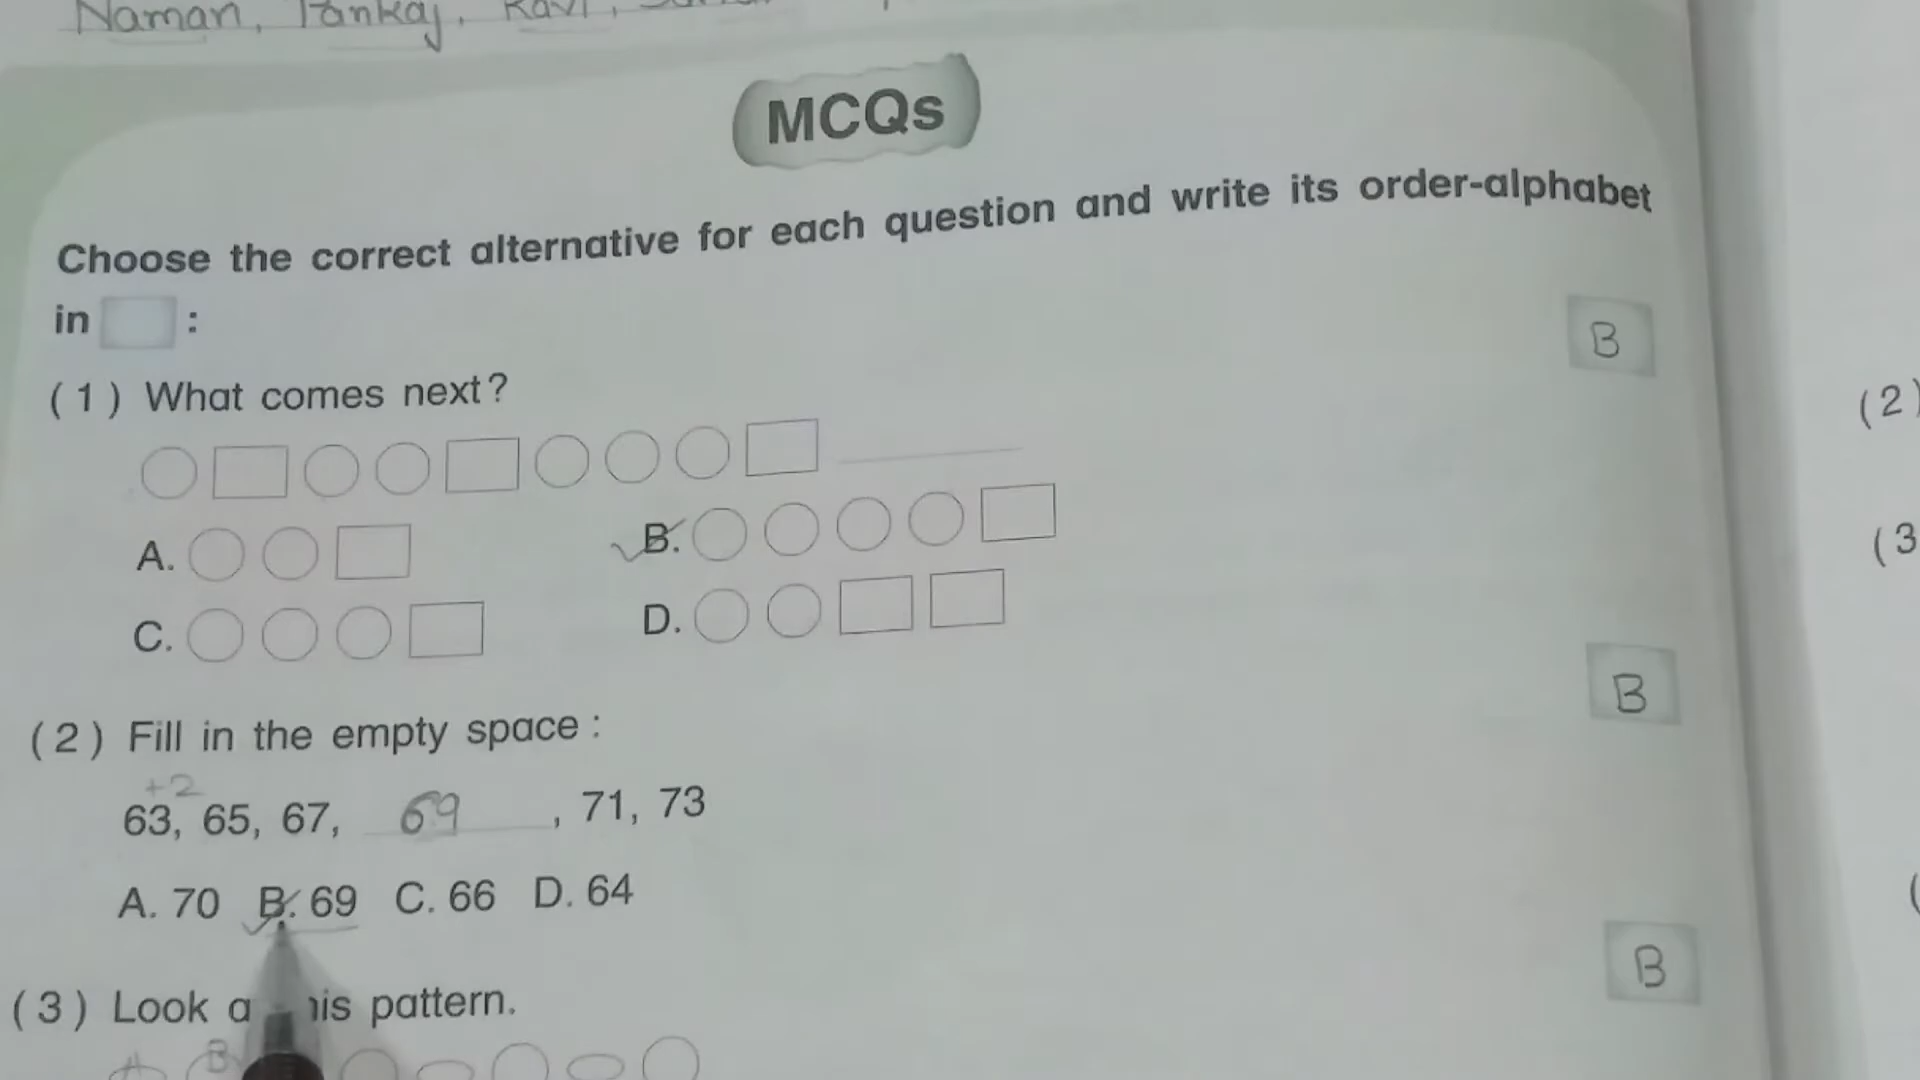 Naman, Pankaj, Ravi,
MCQs
Choose the correct alternative for each question and write its order-alphabet
in :
B
(1) What comes next?
A. B.
C. D.
B
(2) Fill in the empty space :
+2
63, 65, 67, 69 , 71, 73
A. 70 B. 69 C. 66 D. 64
B
(3) Look a his pattern.
A B
(2)
(3
(